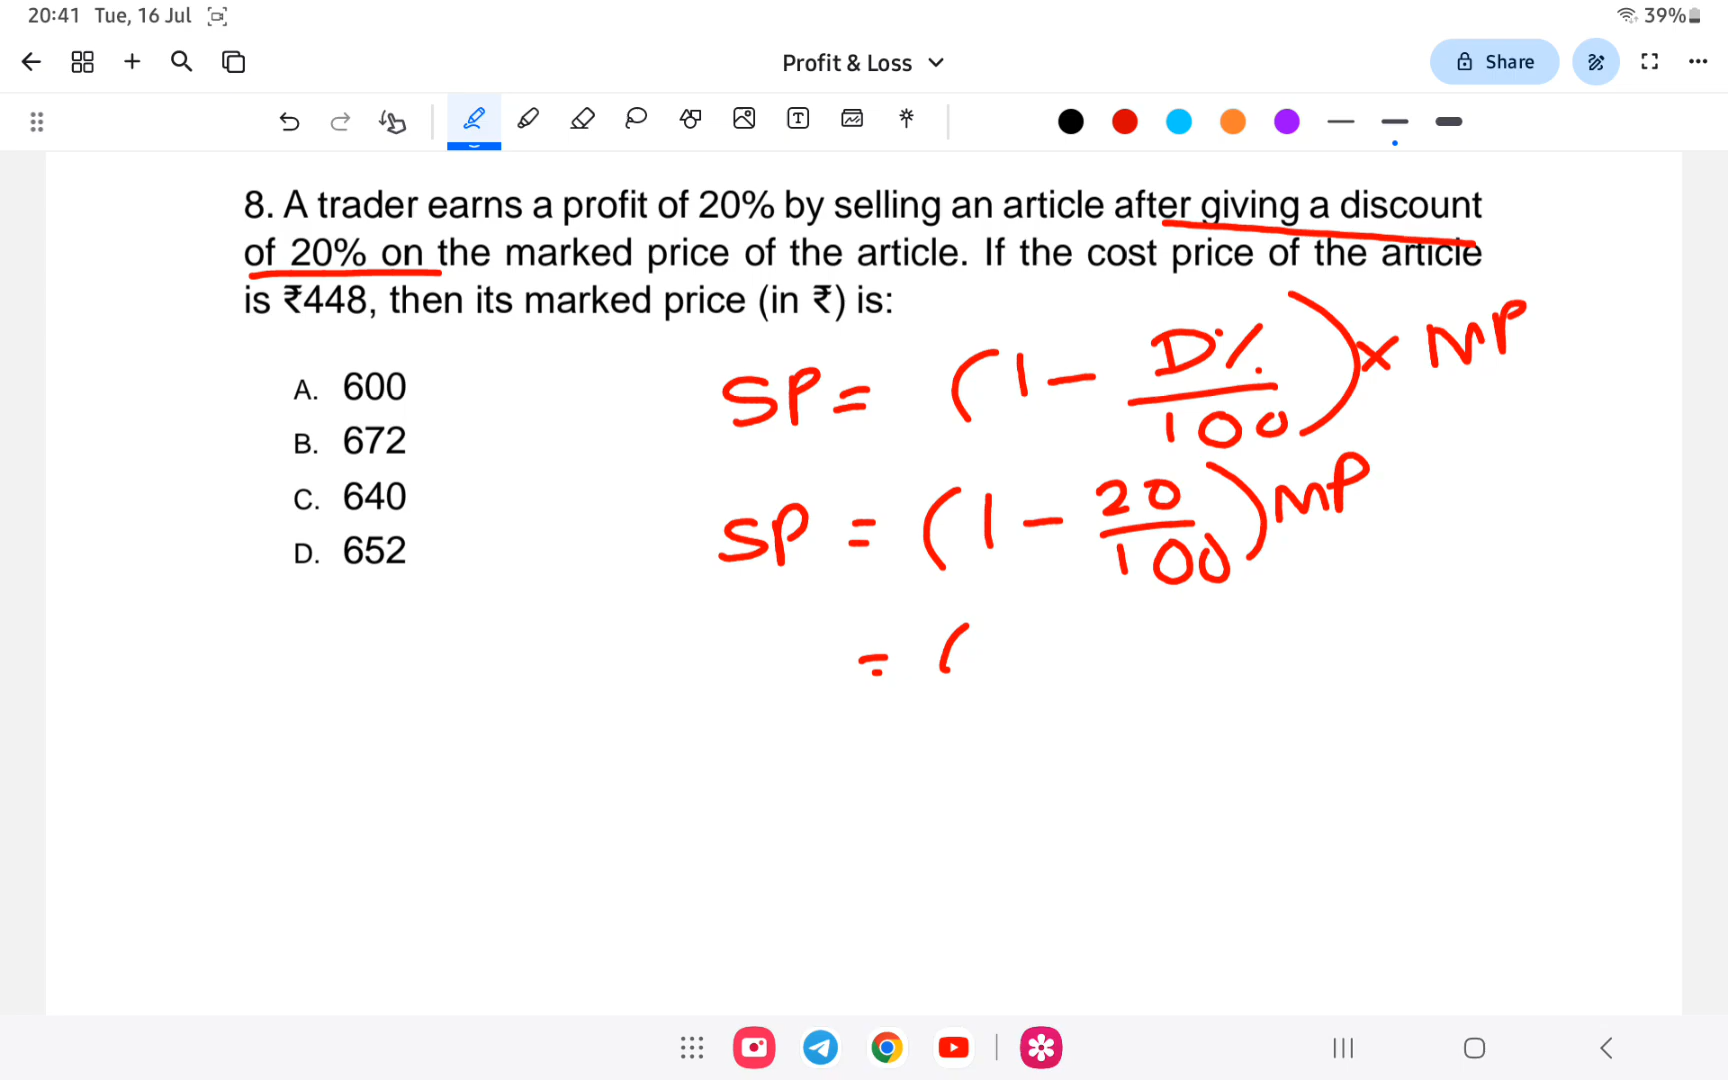 20:41 Tue, 16 Jul
39%
Profit & Loss
Share
8. A trader earns a profit of 20% by selling an article after giving a discount
of 20% on the marked price of the article. If the cost price of the article
is ₹448, then its marked price (in ₹) is:
A. 600
B. 672
C. 640
D. 652
SP = (1 - D%/100) × MP
SP = (1 - 20/100) MP
= (